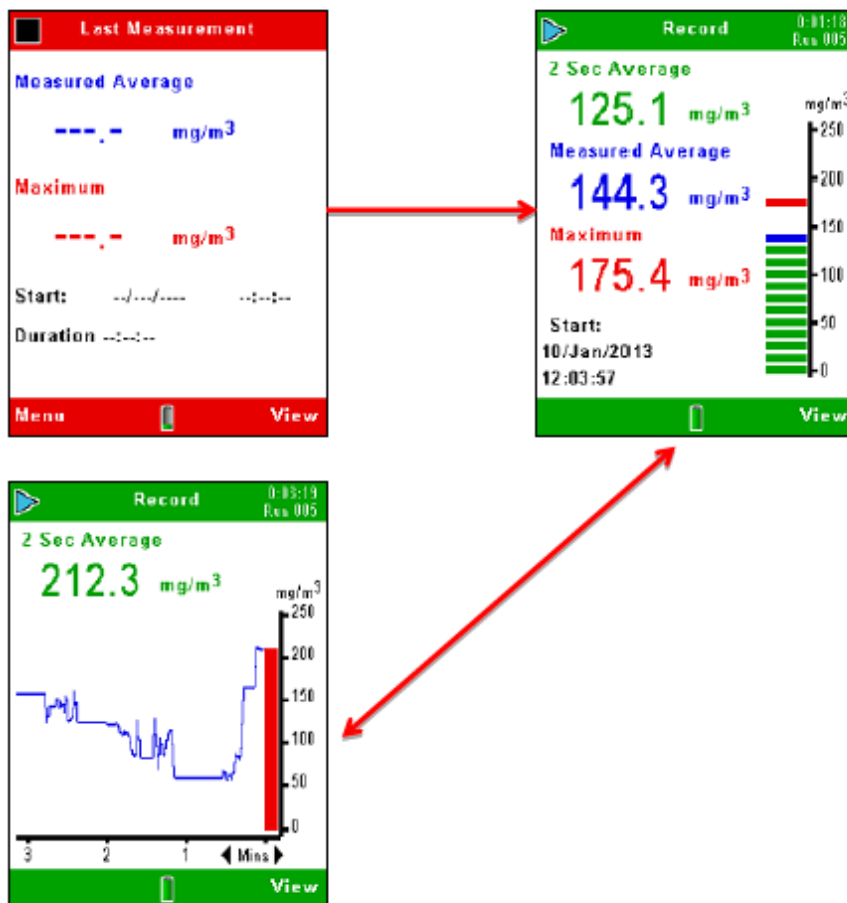 Last Measurement
Measured Average
---.- mg/m³
Maximum
---.- mg/m³
Start: --/---/---- --:--:--
Duration --:--:--
Menu View
Record 0:01:18
Run 005
2 Sec Average
125.1 mg/m³
Measured Average
144.3 mg/m³
Maximum
175.4 mg/m³
Start:
10/Jan/2013
12:03:57
mg/m³
250
200
150
100
50
0
View
Record 0:03:19
Run 005
2 Sec Average
212.3 mg/m³
mg/m³
250
200
150
100
50
0
3 2 1 Mins
View